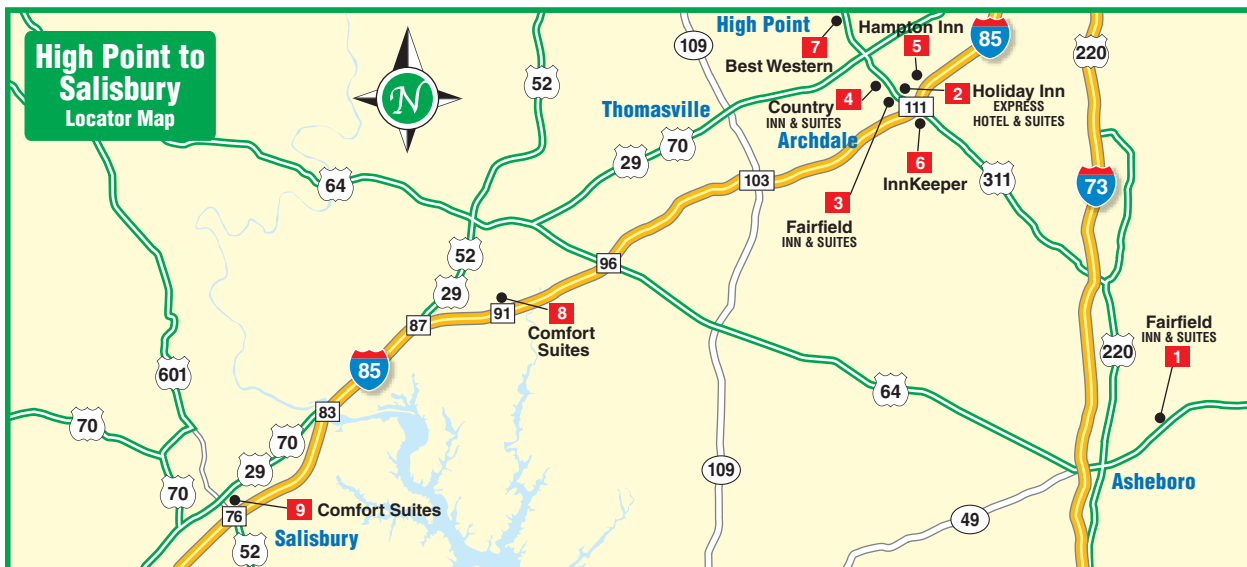 High Point to
Salisbury
Locator Map
N
52
109
High Point
7
Best Western
Hampton Inn
5
85
220
Thomasville
4
Country
INN & SUITES
Archdale
2
Holiday Inn
EXPRESS
HOTEL & SUITES
111
6
InnKeeper
70
29
64
103
3
Fairfield
INN & SUITES
311
73
52
29
96
87
91
8
Comfort
Suites
Fairfield
INN & SUITES
1
220
601
85
64
83
70
70
29
109
70
9
Comfort Suites
76
Salisbury
52
Asheboro
49